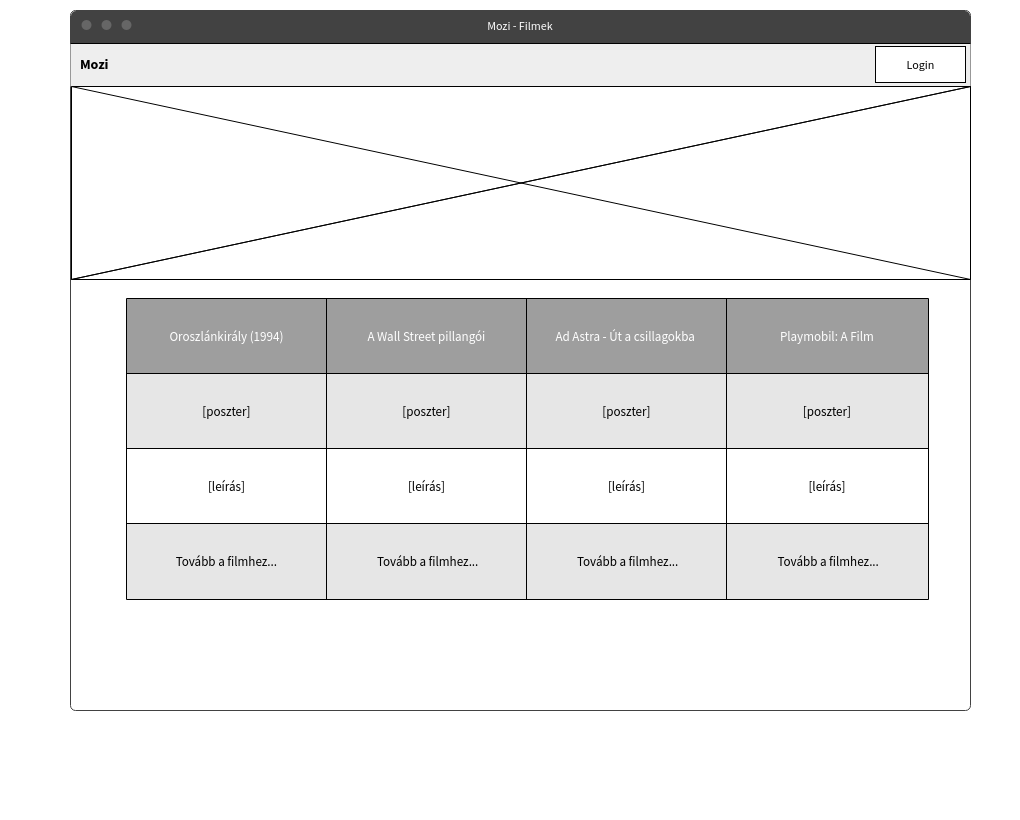 Mozi - Filmek
Mozi
Login
Oroszlánkirály (1994)
A Wall Street pillangói
Ad Astra - Út a csillagokba
Playmobil: A Film
[poszter]
[poszter]
[poszter]
[poszter]
[leírás]
[leírás]
[leírás]
[leírás]
Tovább a filmhez...
Tovább a filmhez...
Tovább a filmhez...
Tovább a filmhez...